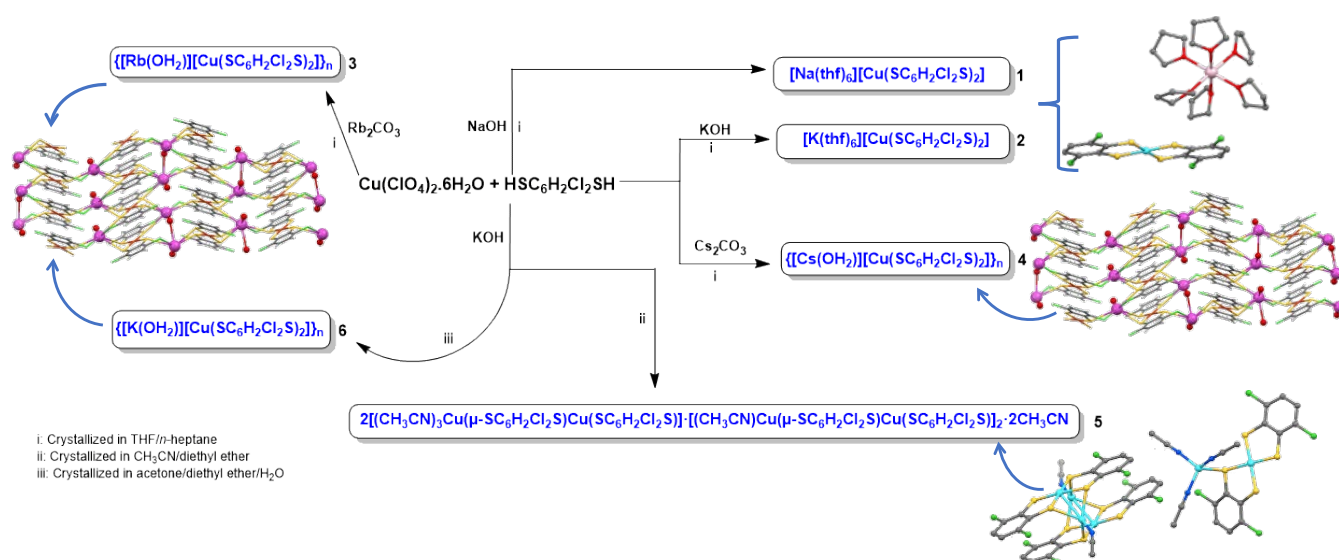 {[Rb(OH₂)][Cu(SC₆H₂Cl₂S)₂]}ₙ 3
[Na(thf)₆][Cu(SC₆H₂Cl₂S)₂] 1
Rb₂CO₃
i
NaOH
i
KOH
i
[K(thf)₆][Cu(SC₆H₂Cl₂S)₂] 2
Cu(ClO₄)₂.6H₂O + HSC₆H₂Cl₂SH
KOH
Cs₂CO₃
i
{[Cs(OH₂)][Cu(SC₆H₂Cl₂S)₂]}ₙ 4
{[K(OH₂)][Cu(SC₆H₂Cl₂S)₂]}ₙ 6
iii
ii
2[(CH₃CN)₃Cu(μ-SC₆H₂Cl₂S)Cu(SC₆H₂Cl₂S)]·[(CH₃CN)Cu(μ-SC₆H₂Cl₂S)Cu(SC₆H₂Cl₂S)]₂·2CH₃CN 5
i: Crystallized in THF/n-heptane
ii: Crystallized in CH₃CN/diethyl ether
iii: Crystallized in acetone/diethyl ether/H₂O